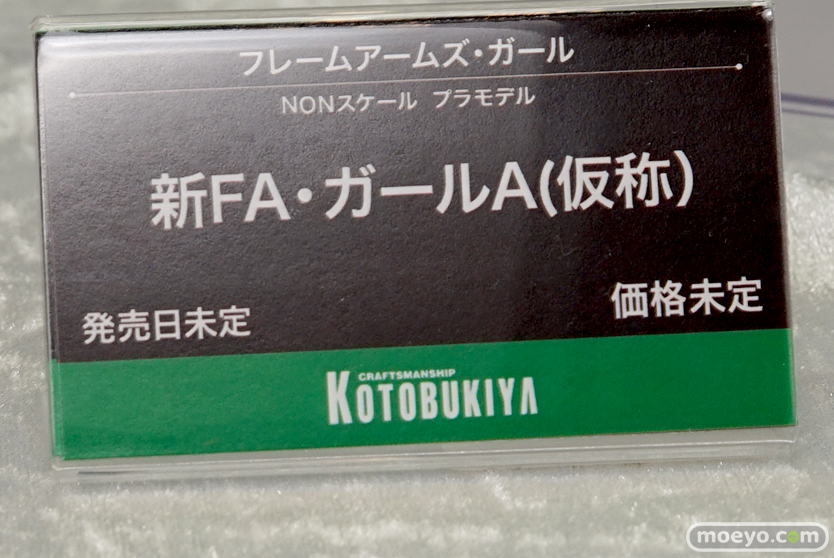 フレームアームズ・ガール
NONスケール プラモデル
新FA・ガールA(仮称)
発売日未定
価格未定
CRAFTSMANSHIP
KOTOBUKIYA
moeyo.com